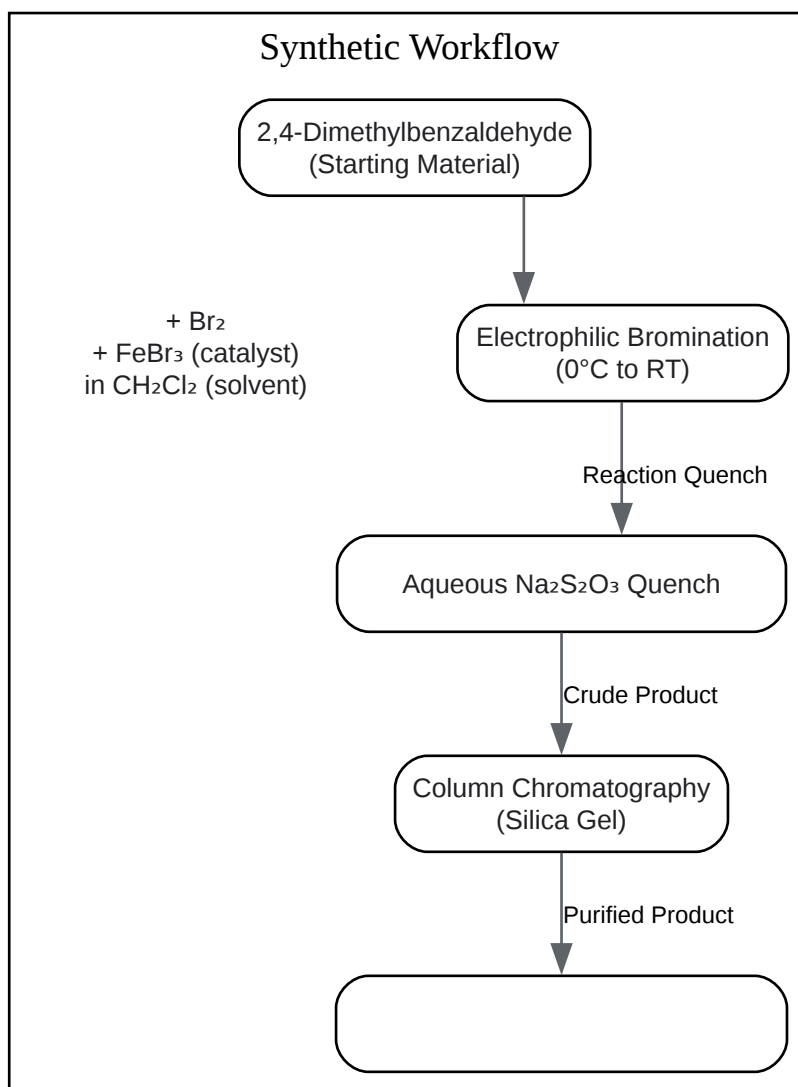 Synthetic Workflow
2,4-Dimethylbenzaldehyde
(Starting Material)
+ Br₂
+ FeBr₃ (catalyst)
in CH₂Cl₂ (solvent)
Electrophilic Bromination
(0°C to RT)
Reaction Quench
Aqueous Na₂S₂O₃ Quench
Crude Product
Column Chromatography
(Silica Gel)
Purified Product